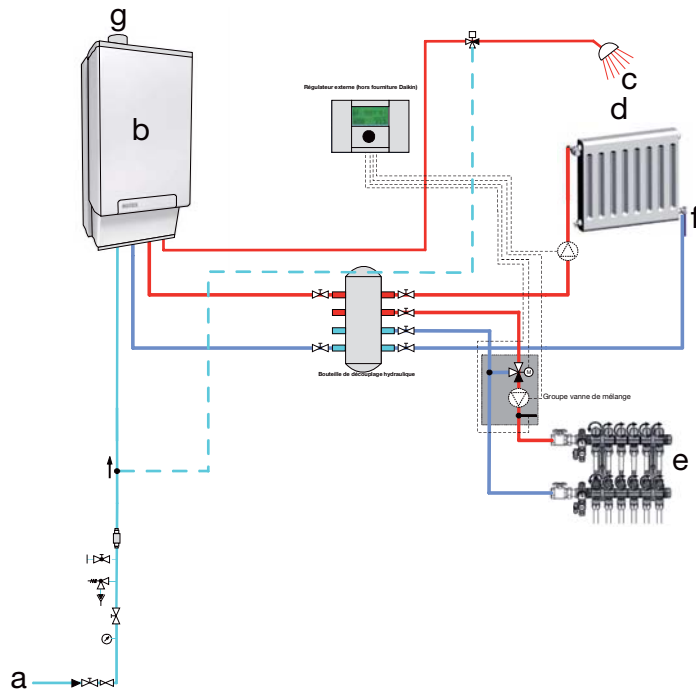 g
b
c
d
Régulateur externe (hors fourniture Daikin)
f
Bouteille de découplage hydraulique
M
Groupe vanne de mélange
e
a